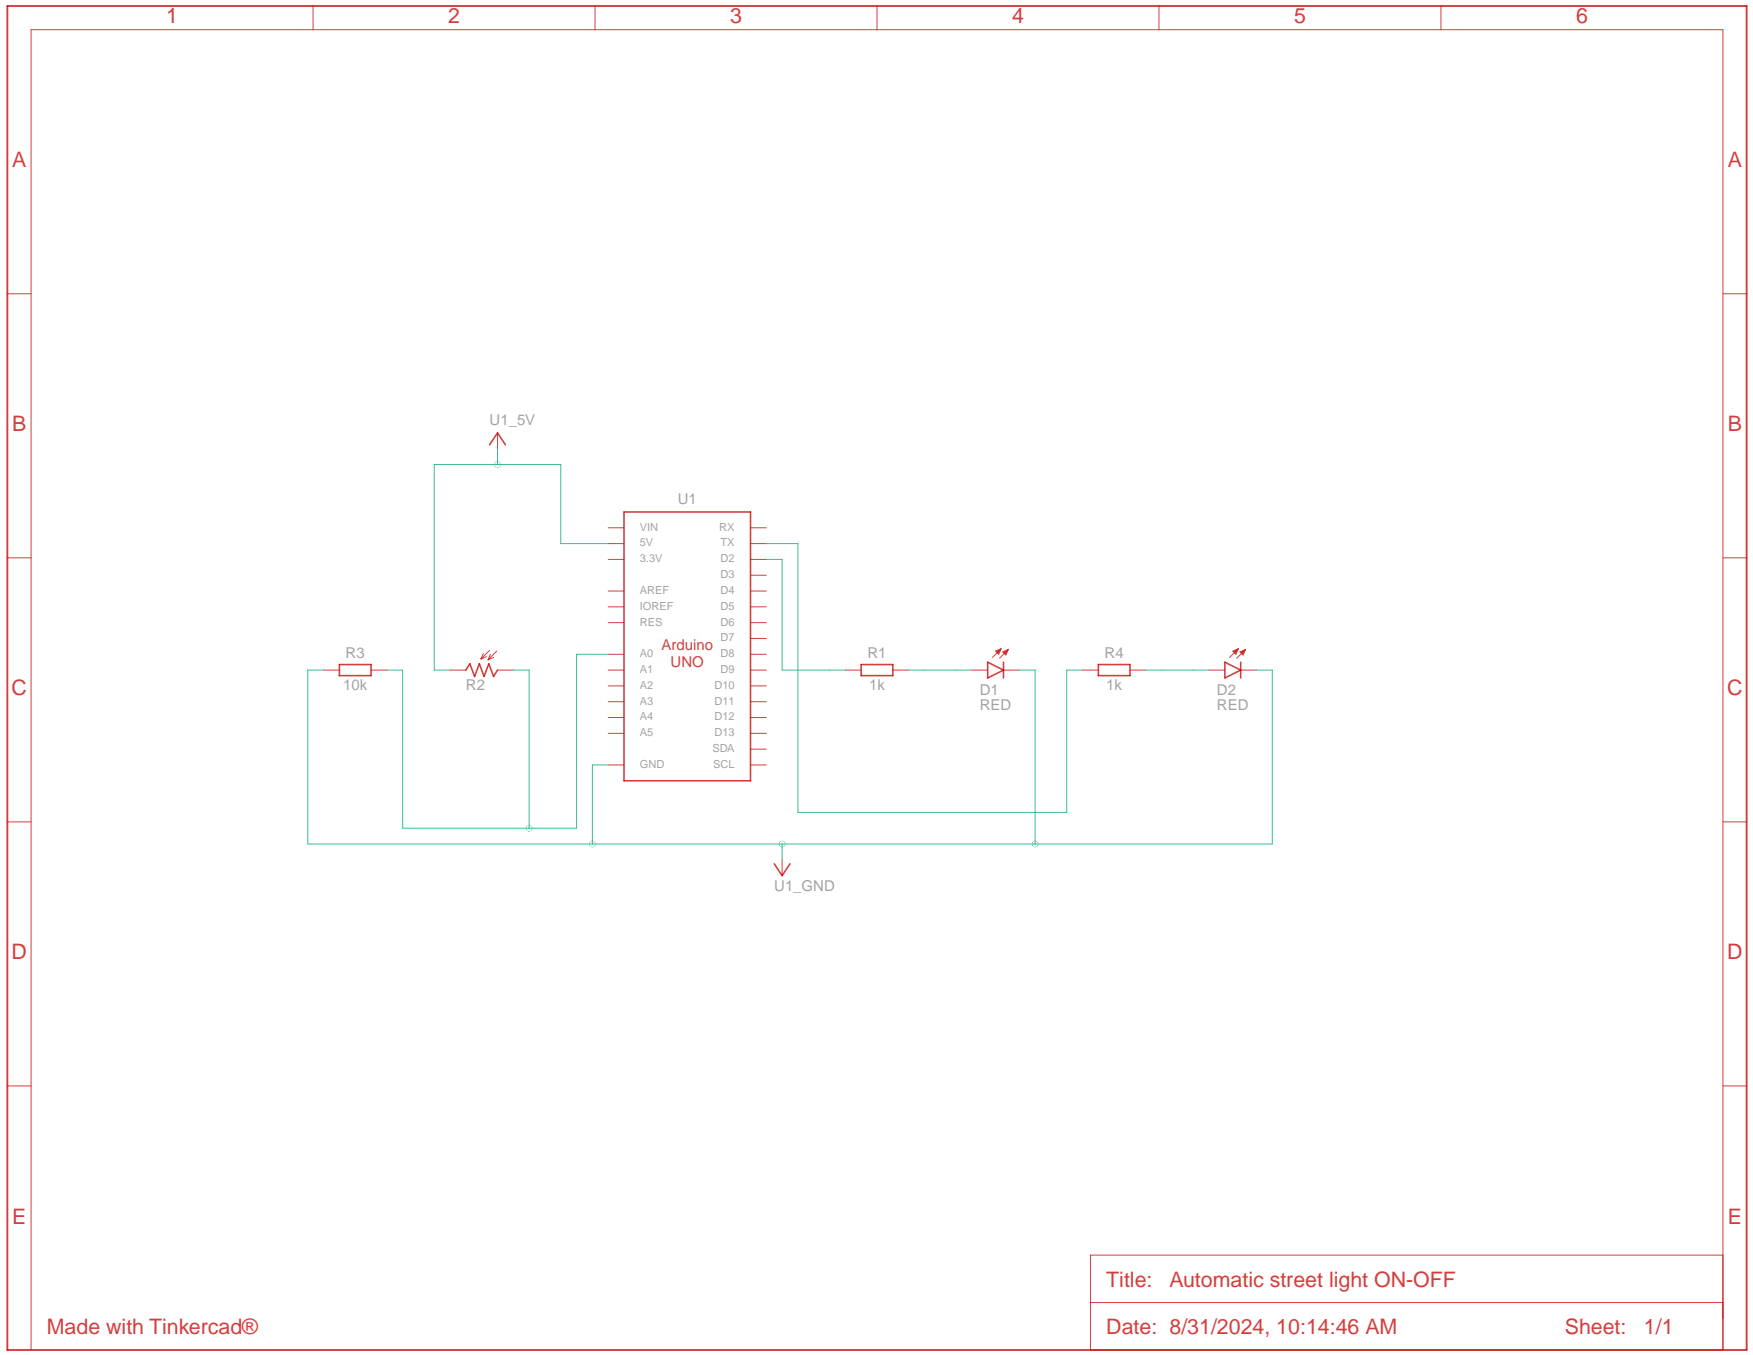 1 2 3 4 5 6
A A
B B
U1_5V
U1
VIN RX
5V TX
3.3V D2
D3
AREF D4
IOREF D5
RES D6
D7
Arduino
UNO
A0 D8
A1 D9
A2 D10
A3 D11
A4 D12
A5 D13
SDA
GND SCL
R3
10k
R2
R1
1k
D1
RED
R4
1k
D2
RED
C C
U1_GND
D D
E E
Title: Automatic street light ON-OFF
Date: 8/31/2024, 10:14:46 AM Sheet: 1/1
Made with Tinkercad®